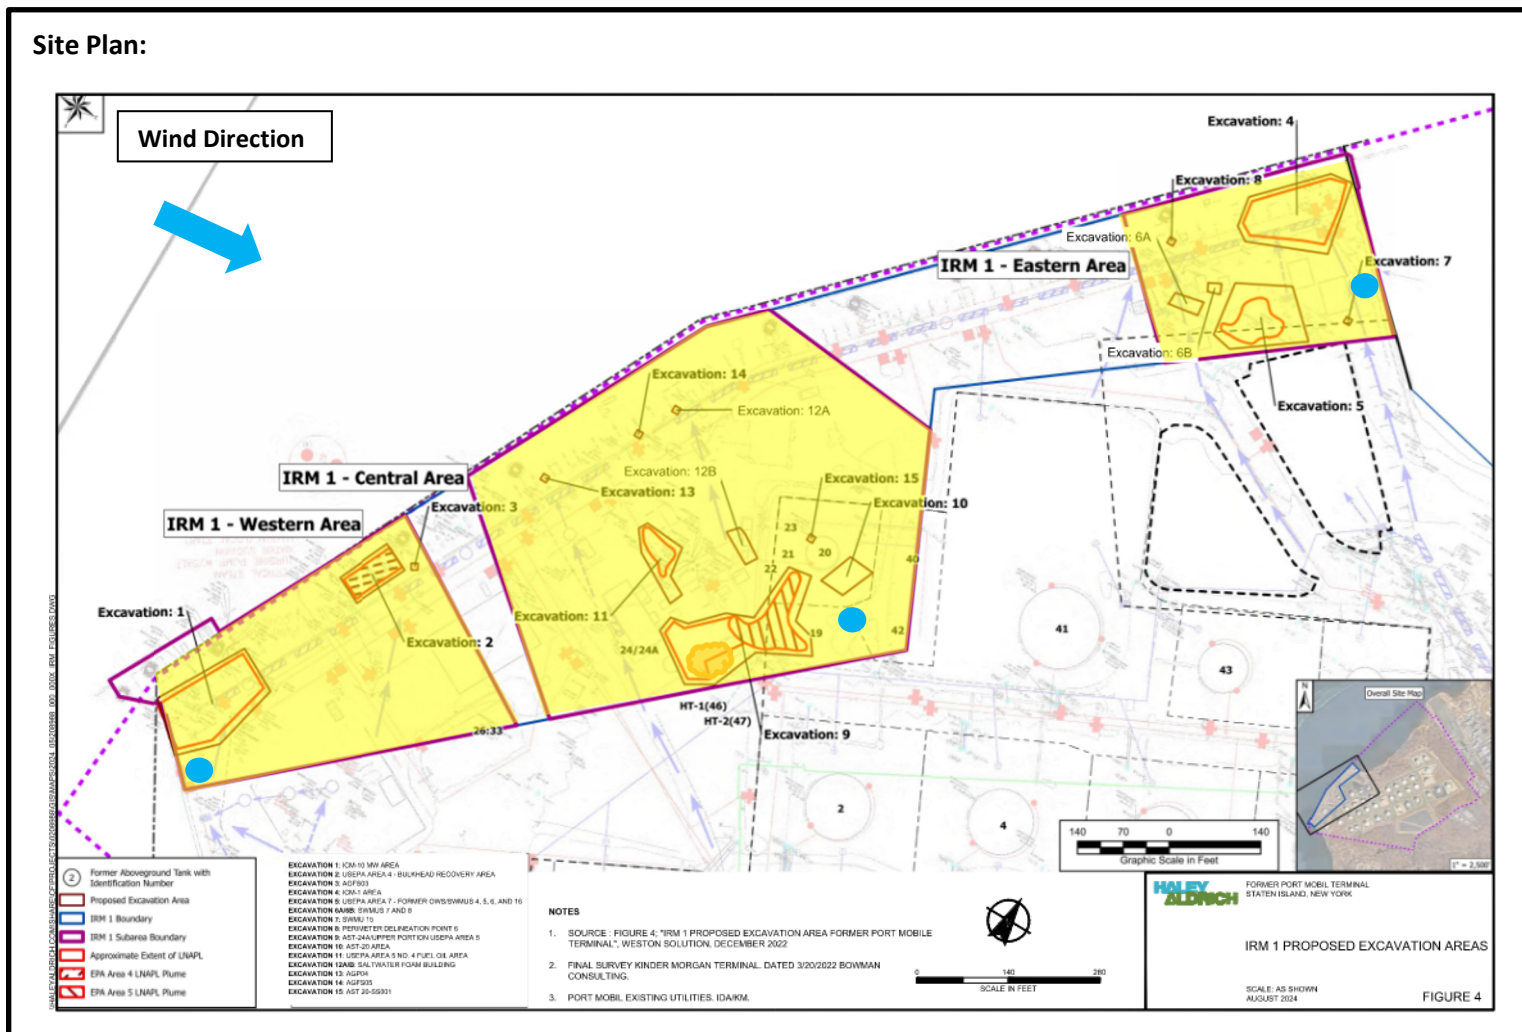 Site Plan:
Wind Direction
Excavation: 4
Excavation: 8
Excavation: 6A
IRM 1 - Eastern Area
Excavation: 7
Excavation: 6B
Excavation: 5
Excavation: 14
Excavation: 12A
IRM 1 - Central Area
Excavation: 12B
Excavation: 15
Excavation: 13
Excavation: 10
Excavation: 3
IRM 1 - Western Area
23
21
20
22
40
Excavation: 1
Excavation: 11
Excavation: 2
19
42
41
43
24/24A
HT-1(46)
HT-2(47)
26:33
Excavation: 9
2
4
N
Overall Site Map
1" = 2,500'
140 70 0 140
Graphic Scale in Feet
2
Former Aboveground Tank with
Identification Number
Proposed Excavation Area
IRM 1 Boundary
IRM 1 Subarea Boundary
Approximate Extent of LNAPL
EPA Area 4 LNAPL Plume
EPA Area 5 LNAPL Plume
EXCAVATION 1: ICM-10 MW AREA
EXCAVATION 2: USEPA AREA 4 - BULKHEAD RECOVERY AREA
EXCAVATION 3: AGFS03
EXCAVATION 4: ICM-1 AREA
EXCAVATION 5: USEPA AREA 7 - FORMER OWS/SWMUS 4, 5, 6, AND 16
EXCAVATION 6A/6B: SWMUS 7 AND 8
EXCAVATION 7: SWMU 15
EXCAVATION 8: PERIMETER DELINEATION POINT 6
EXCAVATION 9: AST-24A/UPPER PORTION USEPA AREA 5
EXCAVATION 10: AST-20 AREA
EXCAVATION 11: USEPA AREA 5 NO. 4 FUEL OIL AREA
EXCAVATION 12A/B: SALTWATER FOAM BUILDING
EXCAVATION 13: AGP04
EXCAVATION 14: AGFS05
EXCAVATION 15: AST 20-SS001
NOTES
1. SOURCE : FIGURE 4; "IRM 1 PROPOSED EXCAVATION AREA FORMER PORT MOBILE
TERMINAL", WESTON SOLUTION, DECEMBER 2022
2. FINAL SURVEY KINDER MORGAN TERMINAL. DATED 3/20/2022 BOWMAN
CONSULTING.
3. PORT MOBIL EXISTING UTILITIES. IDA/KM.
0 140 280
SCALE IN FEET
HALEY
ALDRICH
FORMER PORT MOBIL TERMINAL
STATEN ISLAND, NEW YORK
IRM 1 PROPOSED EXCAVATION AREAS
SCALE: AS SHOWN
AUGUST 2024
FIGURE 4